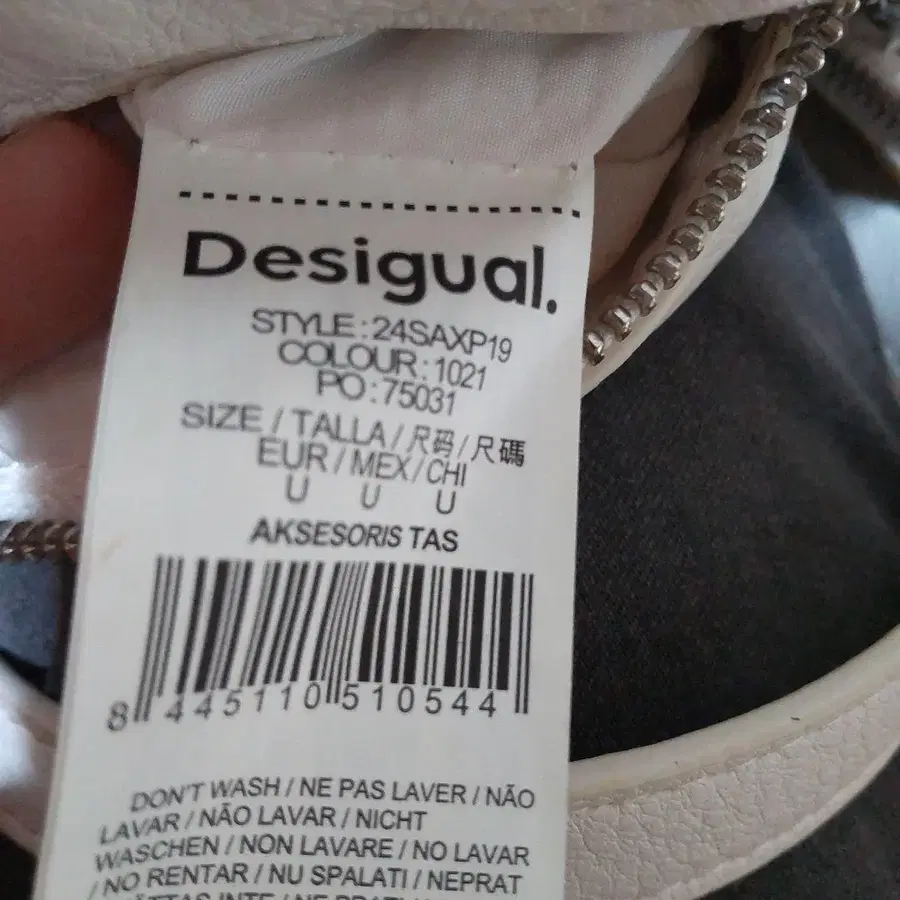 Desigual.
STYLE : 24SAXP19
COLOUR : 1021
PO : 75031
SIZE / TALLA / 尺码 / 尺碼
EUR / MEX / CHI
U U U
AKSESORIS TAS
8 445110 510544
DON'T WASH / NE PAS LAVER / NÃO
LAVAR / NÃO LAVAR / NICHT
WASCHEN / NON LAVARE / NO LAVAR
/ NO RENTAR / NU SPALATI / NEPRAT
INTE / NE